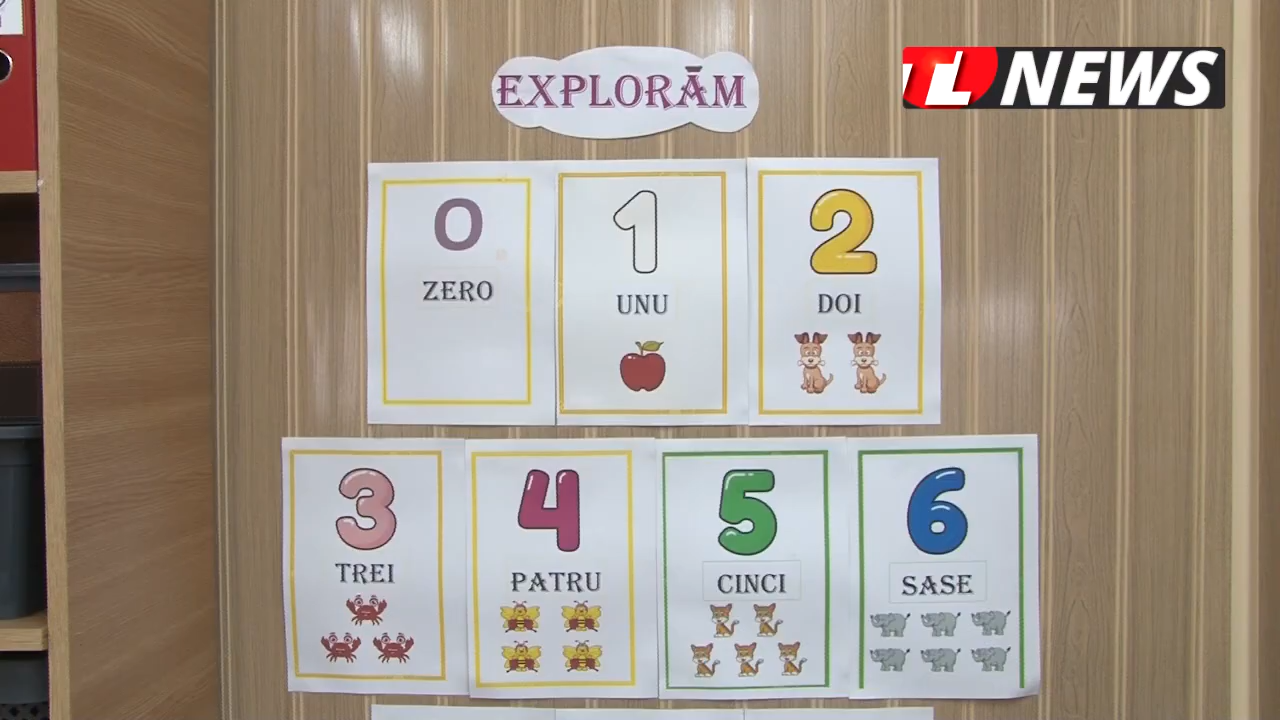 EXPLORĂM
TL NEWS
0
ZERO
1
UNU
2
DOI
3
TREI
4
PATRU
5
CINCI
6
SASE